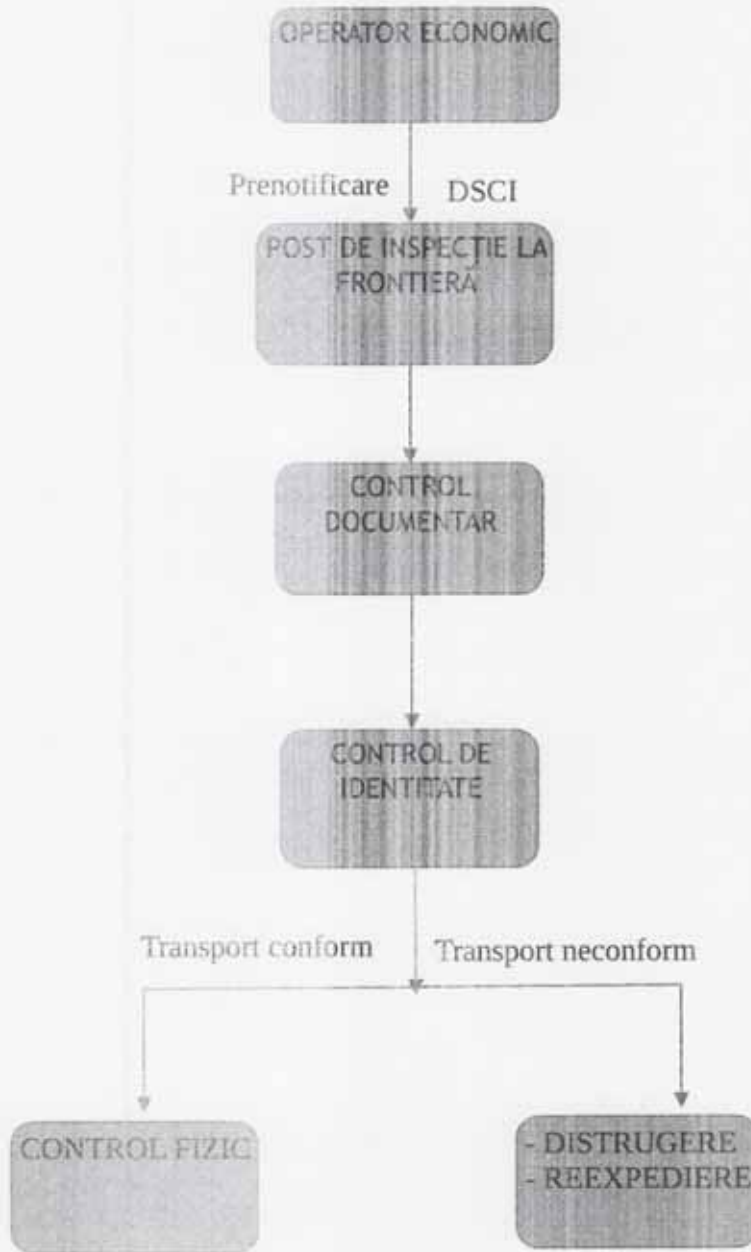 OPERATOR ECONOMIC
Prenotificare DSCI
POST DE INSPECȚIE LA
FRONTIERĂ
CONTROL
DOCUMENTAR
CONTROL DE
IDENTITATE
Transport conform Transport neconform
CONTROL FIZIC
- DISTRUGERE
- REEXPEDIERE